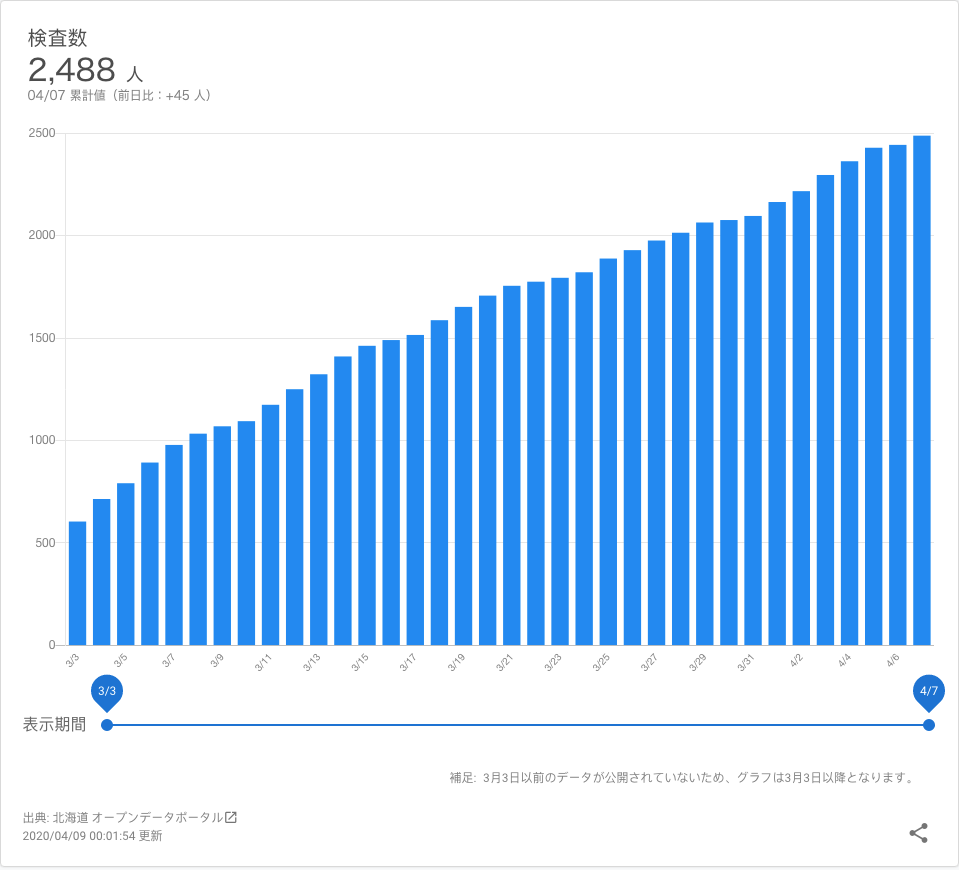 検査数
2,488 人
04/07 累計値（前日比：+45 人）
2500
2000
1500
1000
500
0
3/3 3/5 3/7 3/9 3/11 3/13 3/15 3/17 3/19 3/21 3/23 3/25 3/27 3/29 3/31 4/2 4/4 4/6
3/3 4/7
表示期間
補足: 3月3日以前のデータが公開されていないため、グラフは3月3日以降となります。
出典: 北海道 オープンデータポータル
2020/04/09 00:01:54 更新